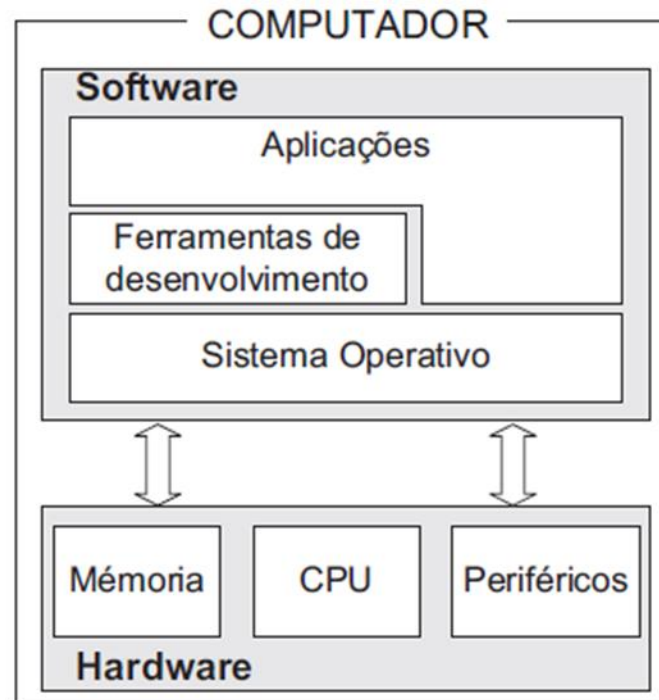 COMPUTADOR
Software
Aplicações
Ferramentas de
desenvolvimento
Sistema Operativo
Mémoria
CPU
Periféricos
Hardware